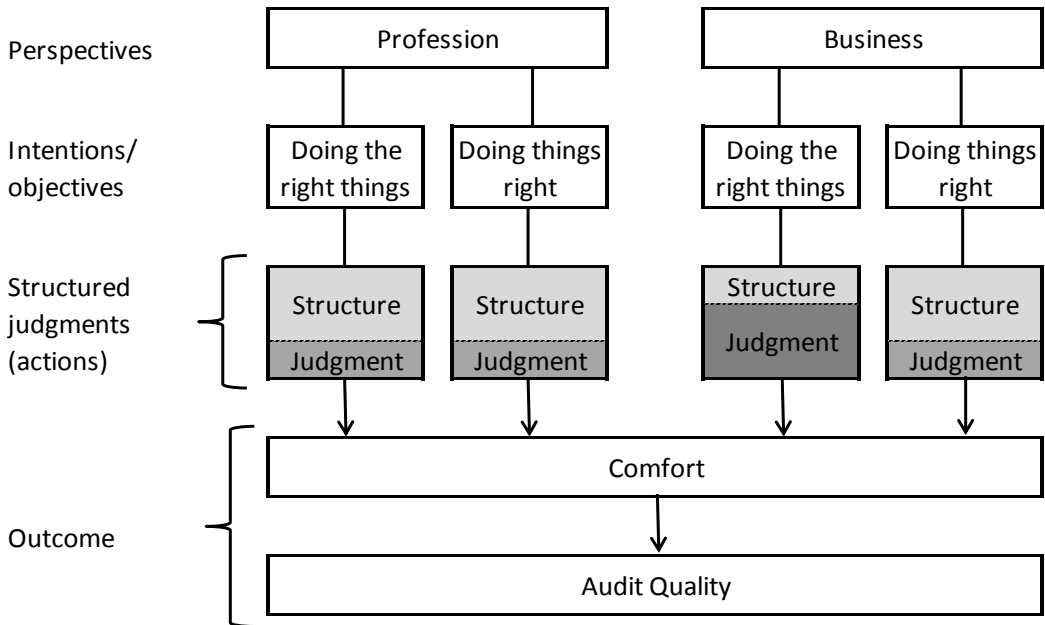 Perspectives
Profession
Business
Intentions/
objectives
Doing the
right things
Doing things
right
Doing the
right things
Doing things
right
Structured
judgments
(actions)
Structure
Judgment
Structure
Judgment
Structure
Judgment
Structure
Judgment
Outcome
Comfort
Audit Quality